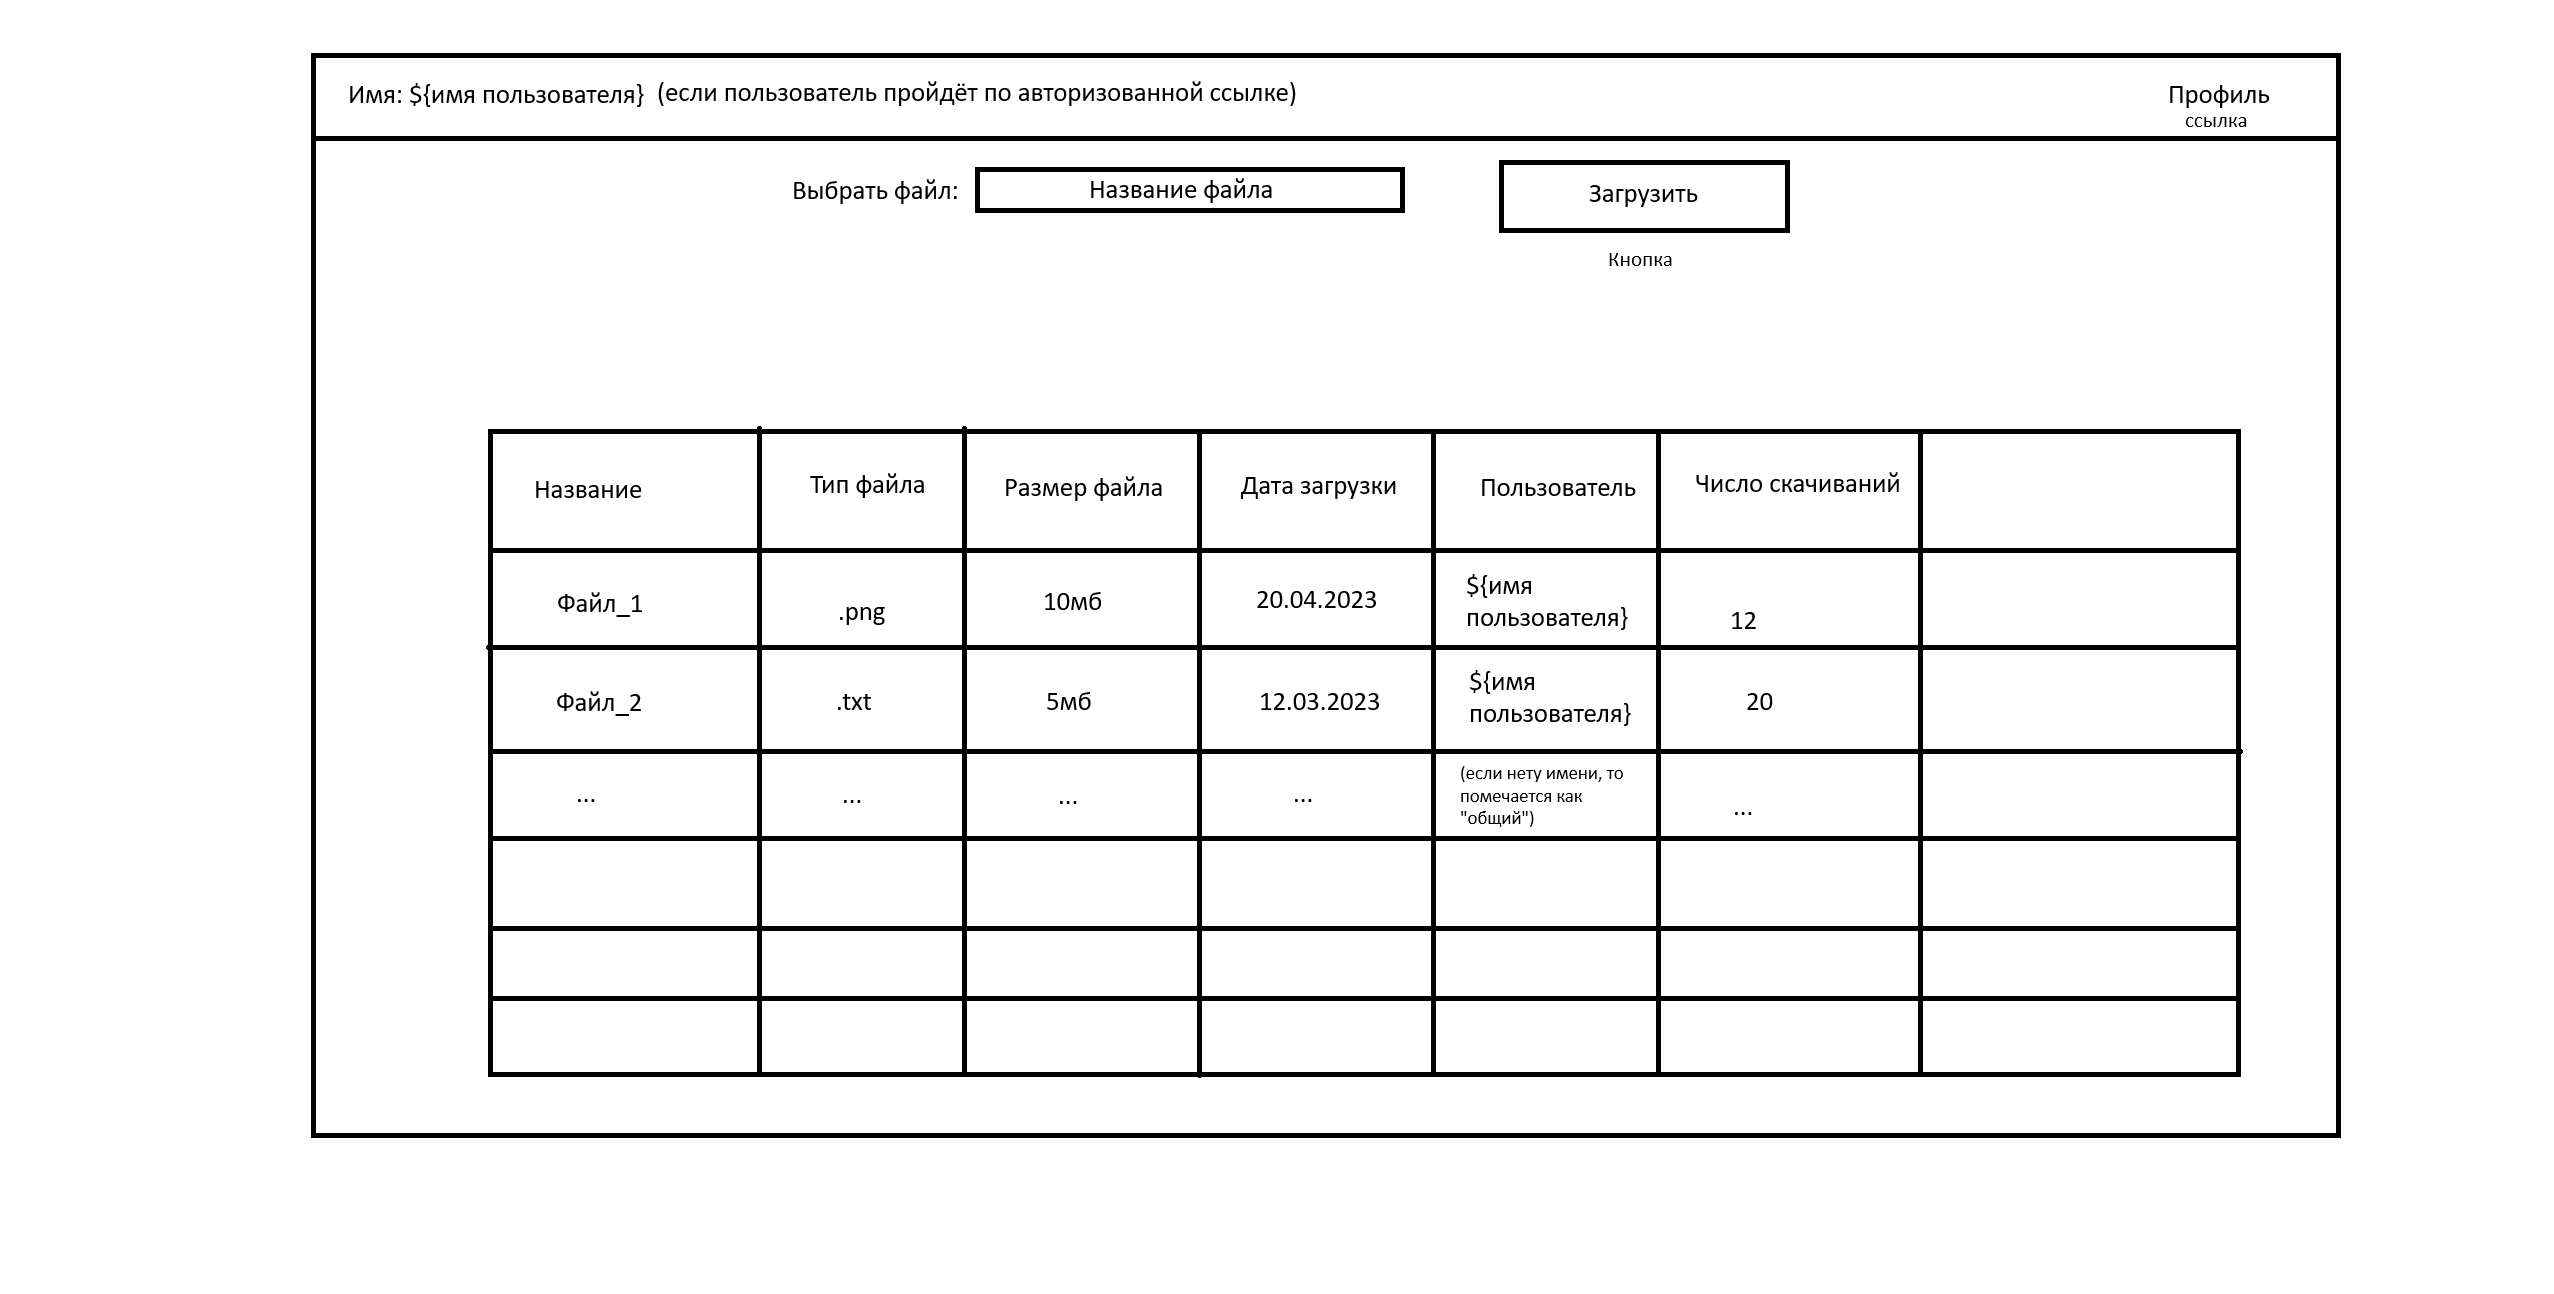 Имя: ${имя пользователя} (если пользователь пройдёт по авторизованной ссылке)
Профиль
ссылка
Выбрать файл:
Название файла
Загрузить
Кнопка
Название
Тип файла
Размер файла
Дата загрузки
Пользователь
Число скачиваний
Файл_1
.png
10мб
20.04.2023
${имя
пользователя}
12
Файл_2
.txt
5мб
12.03.2023
${имя
пользователя}
20
...
...
...
...
(если нету имени, то
помечается как
"общий")
...